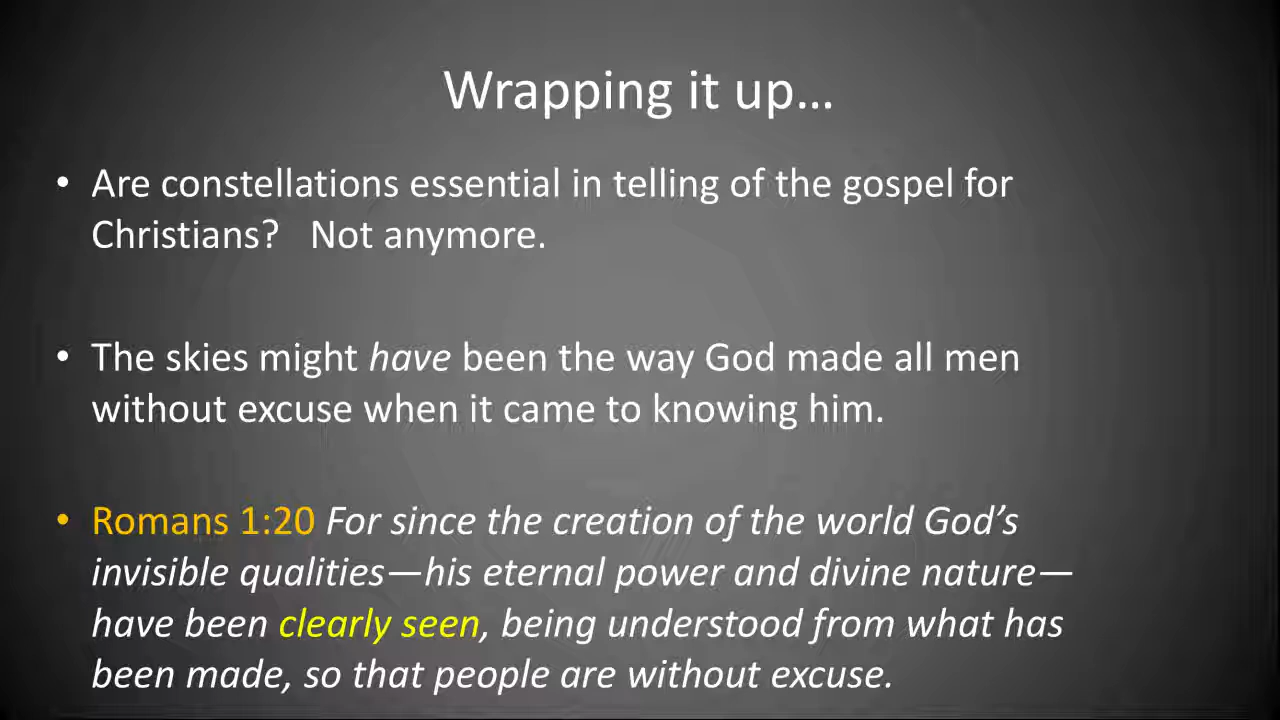 Wrapping it up…
• Are constellations essential in telling of the gospel for
Christians?   Not anymore.
• The skies might have been the way God made all men
without excuse when it came to knowing him.
• Romans 1:20 For since the creation of the world God’s
invisible qualities—his eternal power and divine nature—
have been clearly seen, being understood from what has
been made, so that people are without excuse.